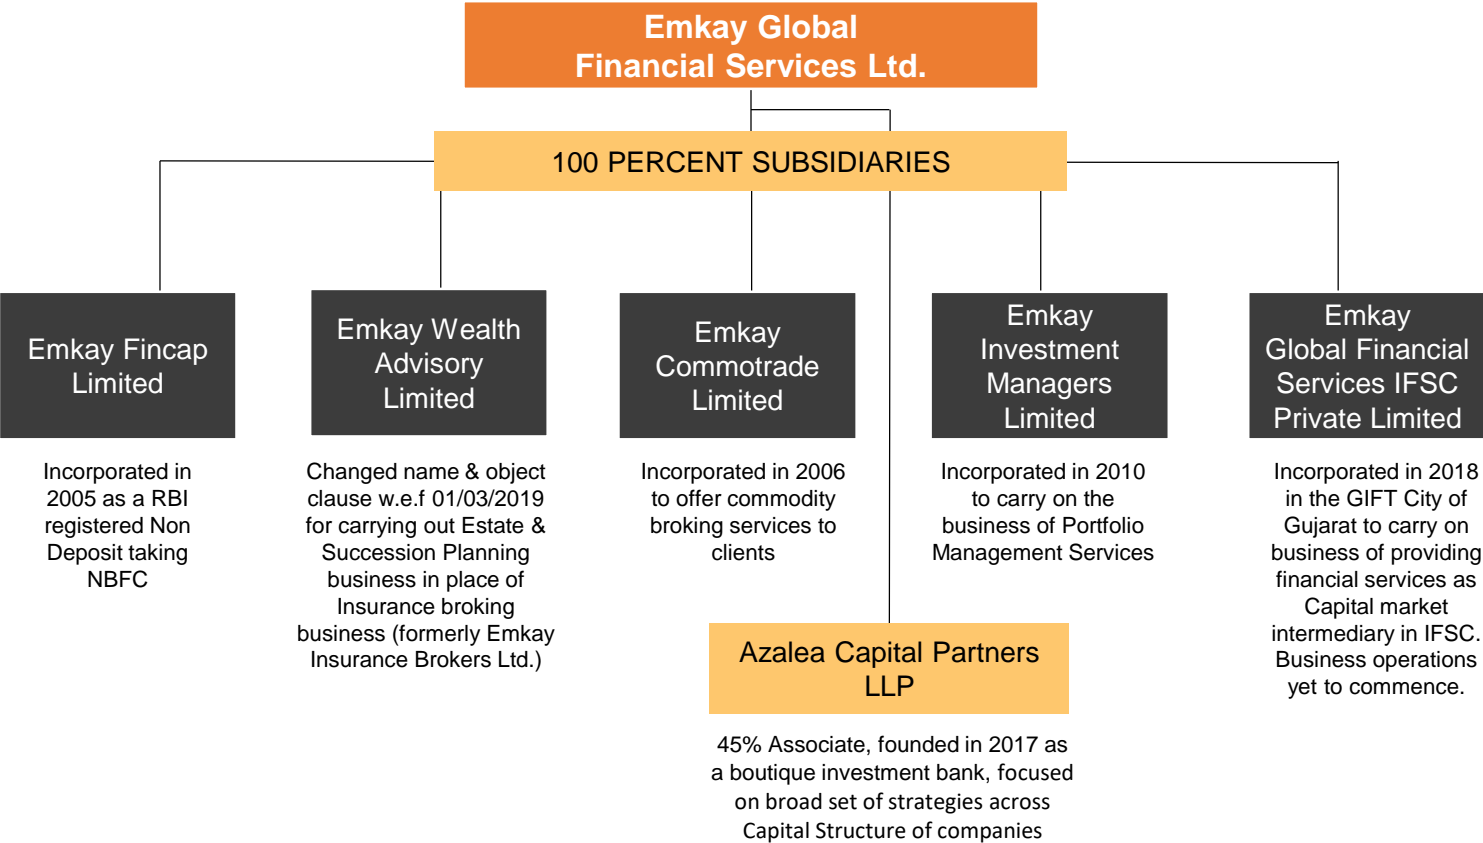 Emkay Global
Financial Services Ltd.
100 PERCENT SUBSIDIARIES
Emkay Fincap
Limited
Incorporated in
2005 as a RBI
registered Non
Deposit taking
NBFC
Emkay Wealth
Advisory
Limited
Changed name & object
clause w.e.f 01/03/2019
for carrying out Estate &
Succession Planning
business in place of
Insurance broking
business (formerly Emkay
Insurance Brokers Ltd.)
Emkay
Commotrade
Limited
Incorporated in 2006
to offer commodity
broking services to
clients
Emkay
Investment
Managers
Limited
Incorporated in 2010
to carry on the
business of Portfolio
Management Services
Emkay
Global Financial
Services IFSC
Private Limited
Incorporated in 2018
in the GIFT City of
Gujarat to carry on
business of providing
financial services as
Capital market
intermediary in IFSC.
Business operations
yet to commence.
Azalea Capital Partners
LLP
45% Associate, founded in 2017 as
a boutique investment bank, focused
on broad set of strategies across
Capital Structure of companies